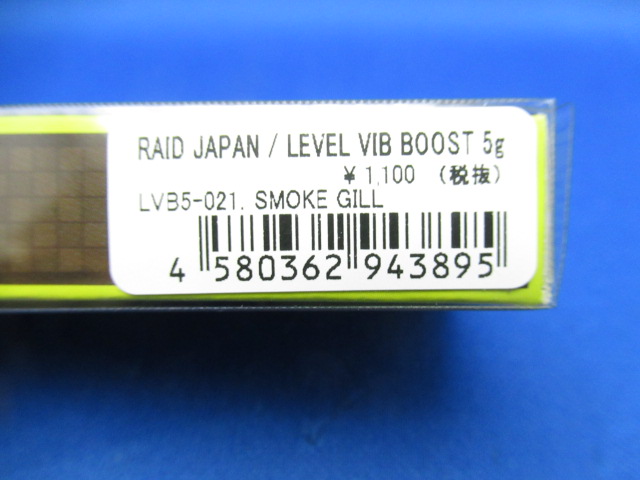 RAID JAPAN / LEVEL VIB BOOST 5g
¥1,100 (税抜)
LVB5-021. SMOKE GILL
4 580362 943895